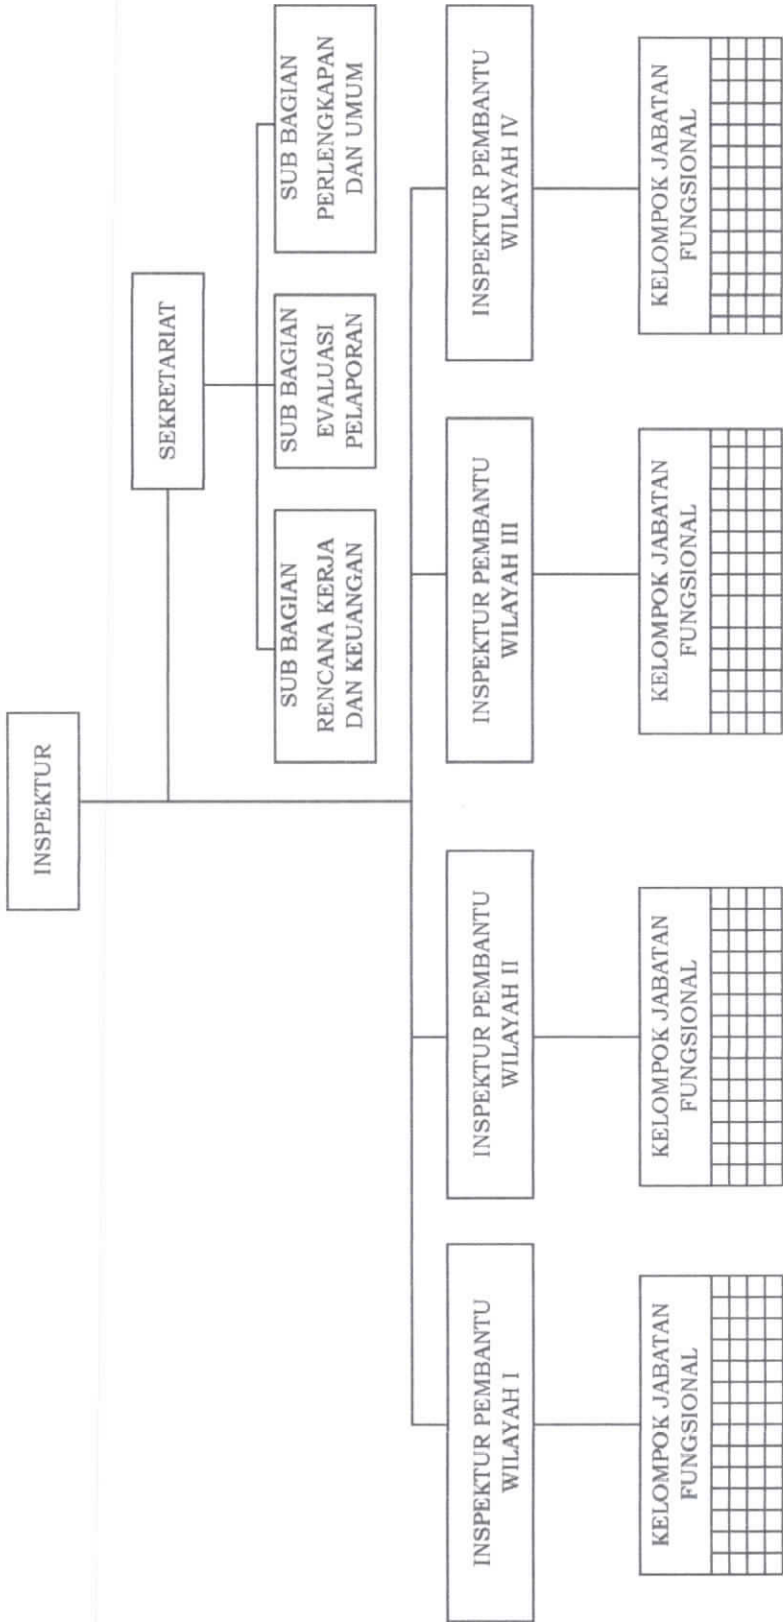 INSPEKTUR
SEKRETARIAT
SUB BAGIAN
RENCANA KERJA
DAN KEUANGAN
SUB BAGIAN
EVALUASI
PELAPORAN
SUB BAGIAN
PERLENGKAPAN
DAN UMUM
INSPEKTUR PEMBANTU
WILAYAH I
INSPEKTUR PEMBANTU
WILAYAH II
INSPEKTUR PEMBANTU
WILAYAH III
INSPEKTUR PEMBANTU
WILAYAH IV
KELOMPOK JABATAN
FUNGSIONAL
KELOMPOK JABATAN
FUNGSIONAL
KELOMPOK JABATAN
FUNGSIONAL
KELOMPOK JABATAN
FUNGSIONAL